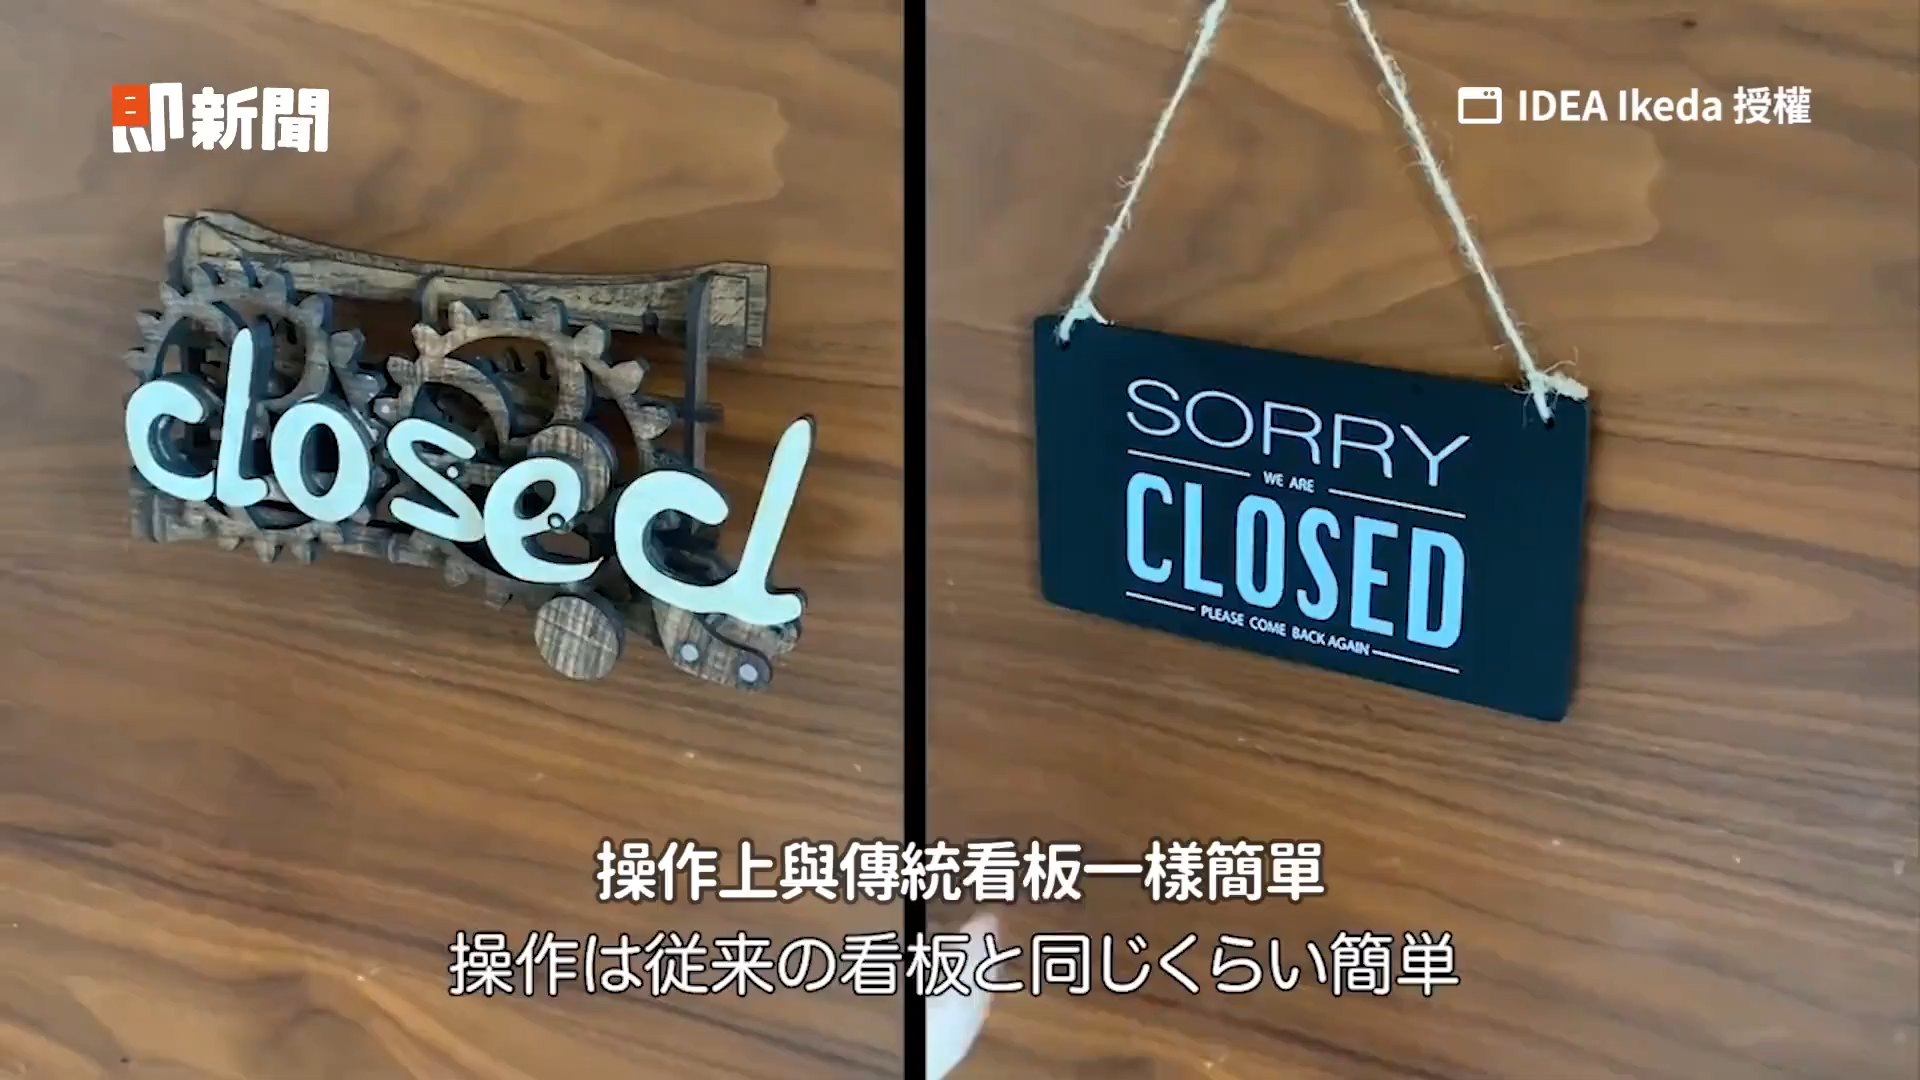 即新聞
IDEA Ikeda 授權
closed
SORRY
WE ARE
CLOSED
PLEASE COME BACK AGAIN
操作上與傳統看板一樣簡單
操作は従来の看板と同じくらい簡単